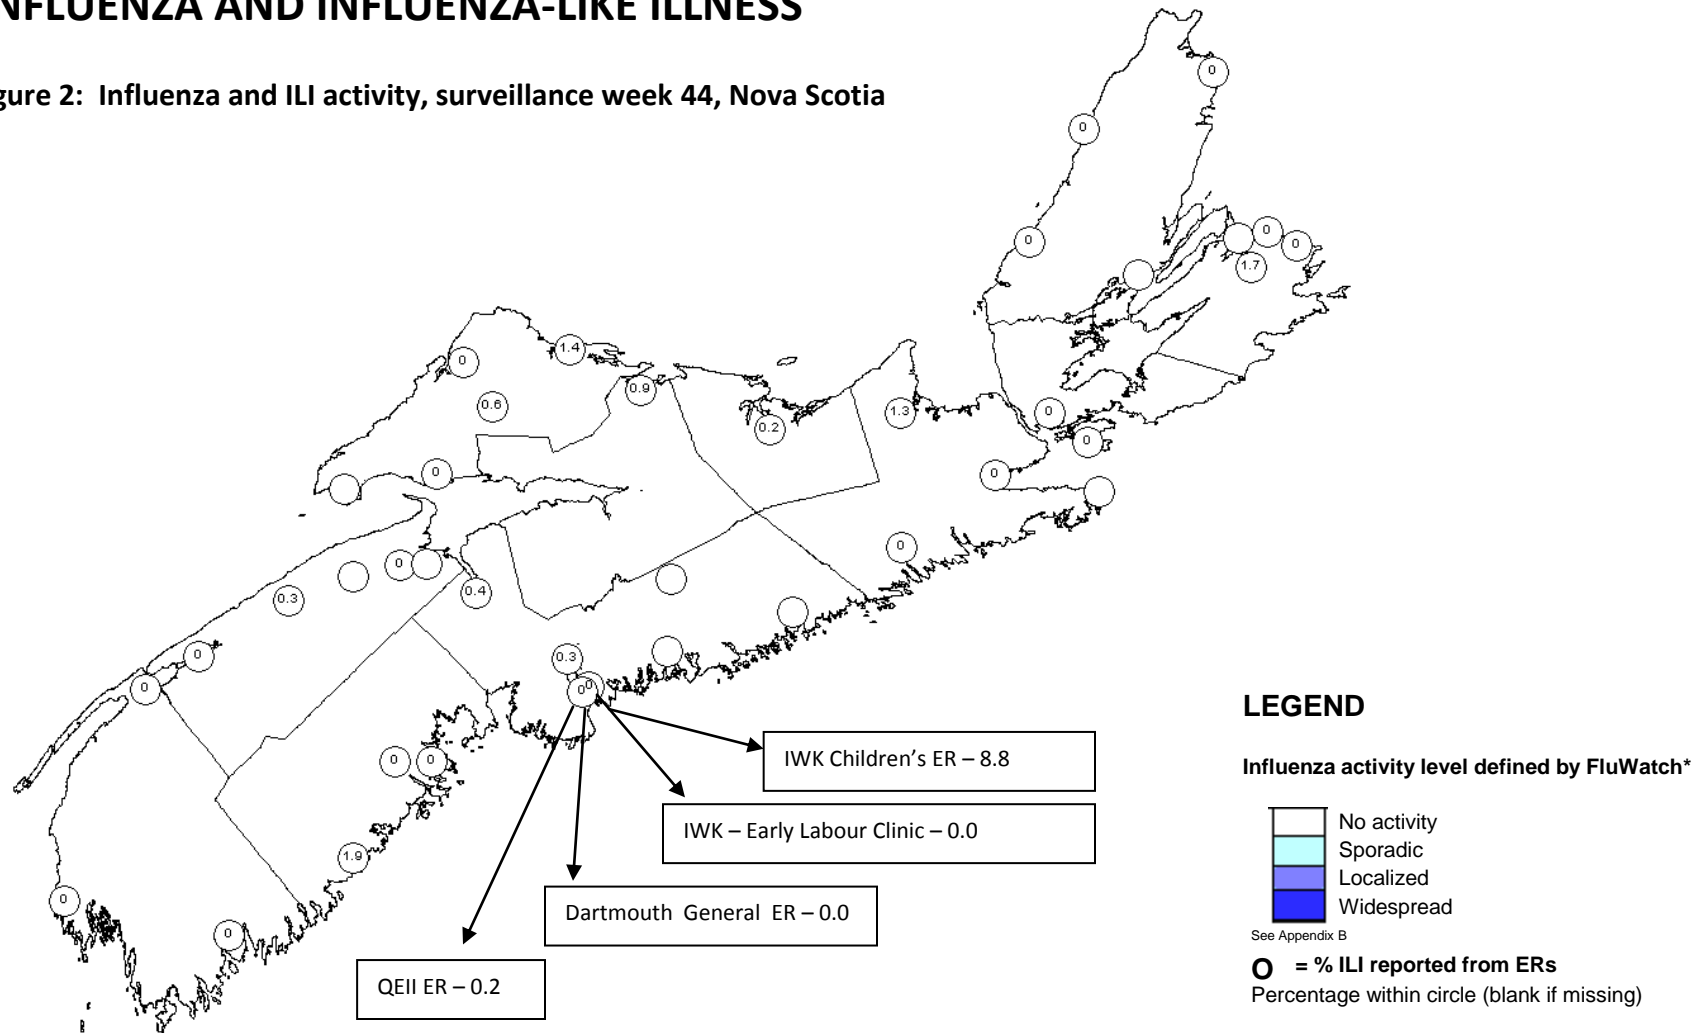 NFLUENZA AND INFLUENZA-LIKE ILLNESS
gure 2: Influenza and ILI activity, surveillance week 44, Nova Scotia
0
0
0
0
0
1.7
1.4
0
0.9
0.6
0.2
1.3
0
0
0
0
0
0
0.4
0.3
0
0
0.3
0
0
0
0
1.9
0
0
IWK Children’s ER – 8.8
IWK – Early Labour Clinic – 0.0
Dartmouth General ER – 0.0
QEII ER – 0.2
LEGEND
Influenza activity level defined by FluWatch*
No activity
Sporadic
Localized
Widespread
See Appendix B
O = % ILI reported from ERs
Percentage within circle (blank if missing)